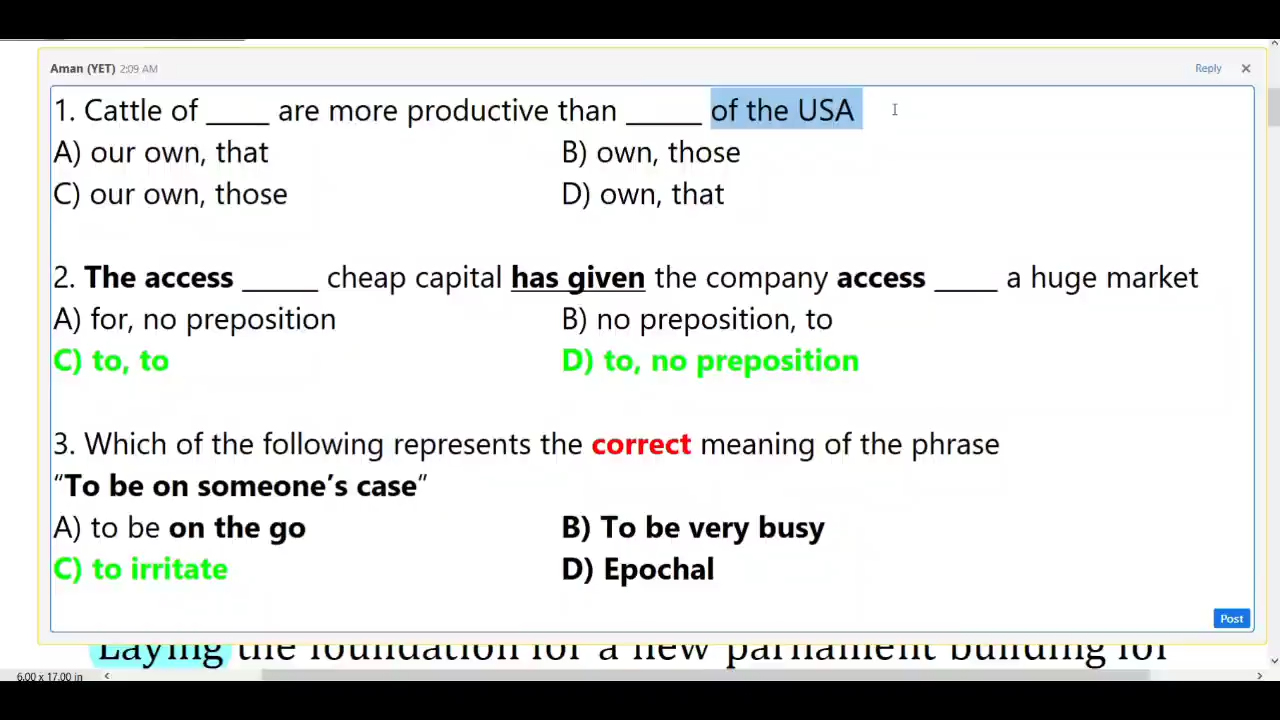 Aman (YET) 2:09 AM Reply
1. Cattle of _____ are more productive than ______ of the USA
A) our own, that B) own, those
C) our own, those D) own, that
2. The access ______ cheap capital has given the company access _____ a huge market
A) for, no preposition B) no preposition, to
C) to, to D) to, no preposition
3. Which of the following represents the correct meaning of the phrase
“To be on someone’s case”
A) to be on the go B) To be very busy
C) to irritate D) Epochal
Post
Laying the foundation for a new parliament building for
6.00 x 17.00 in